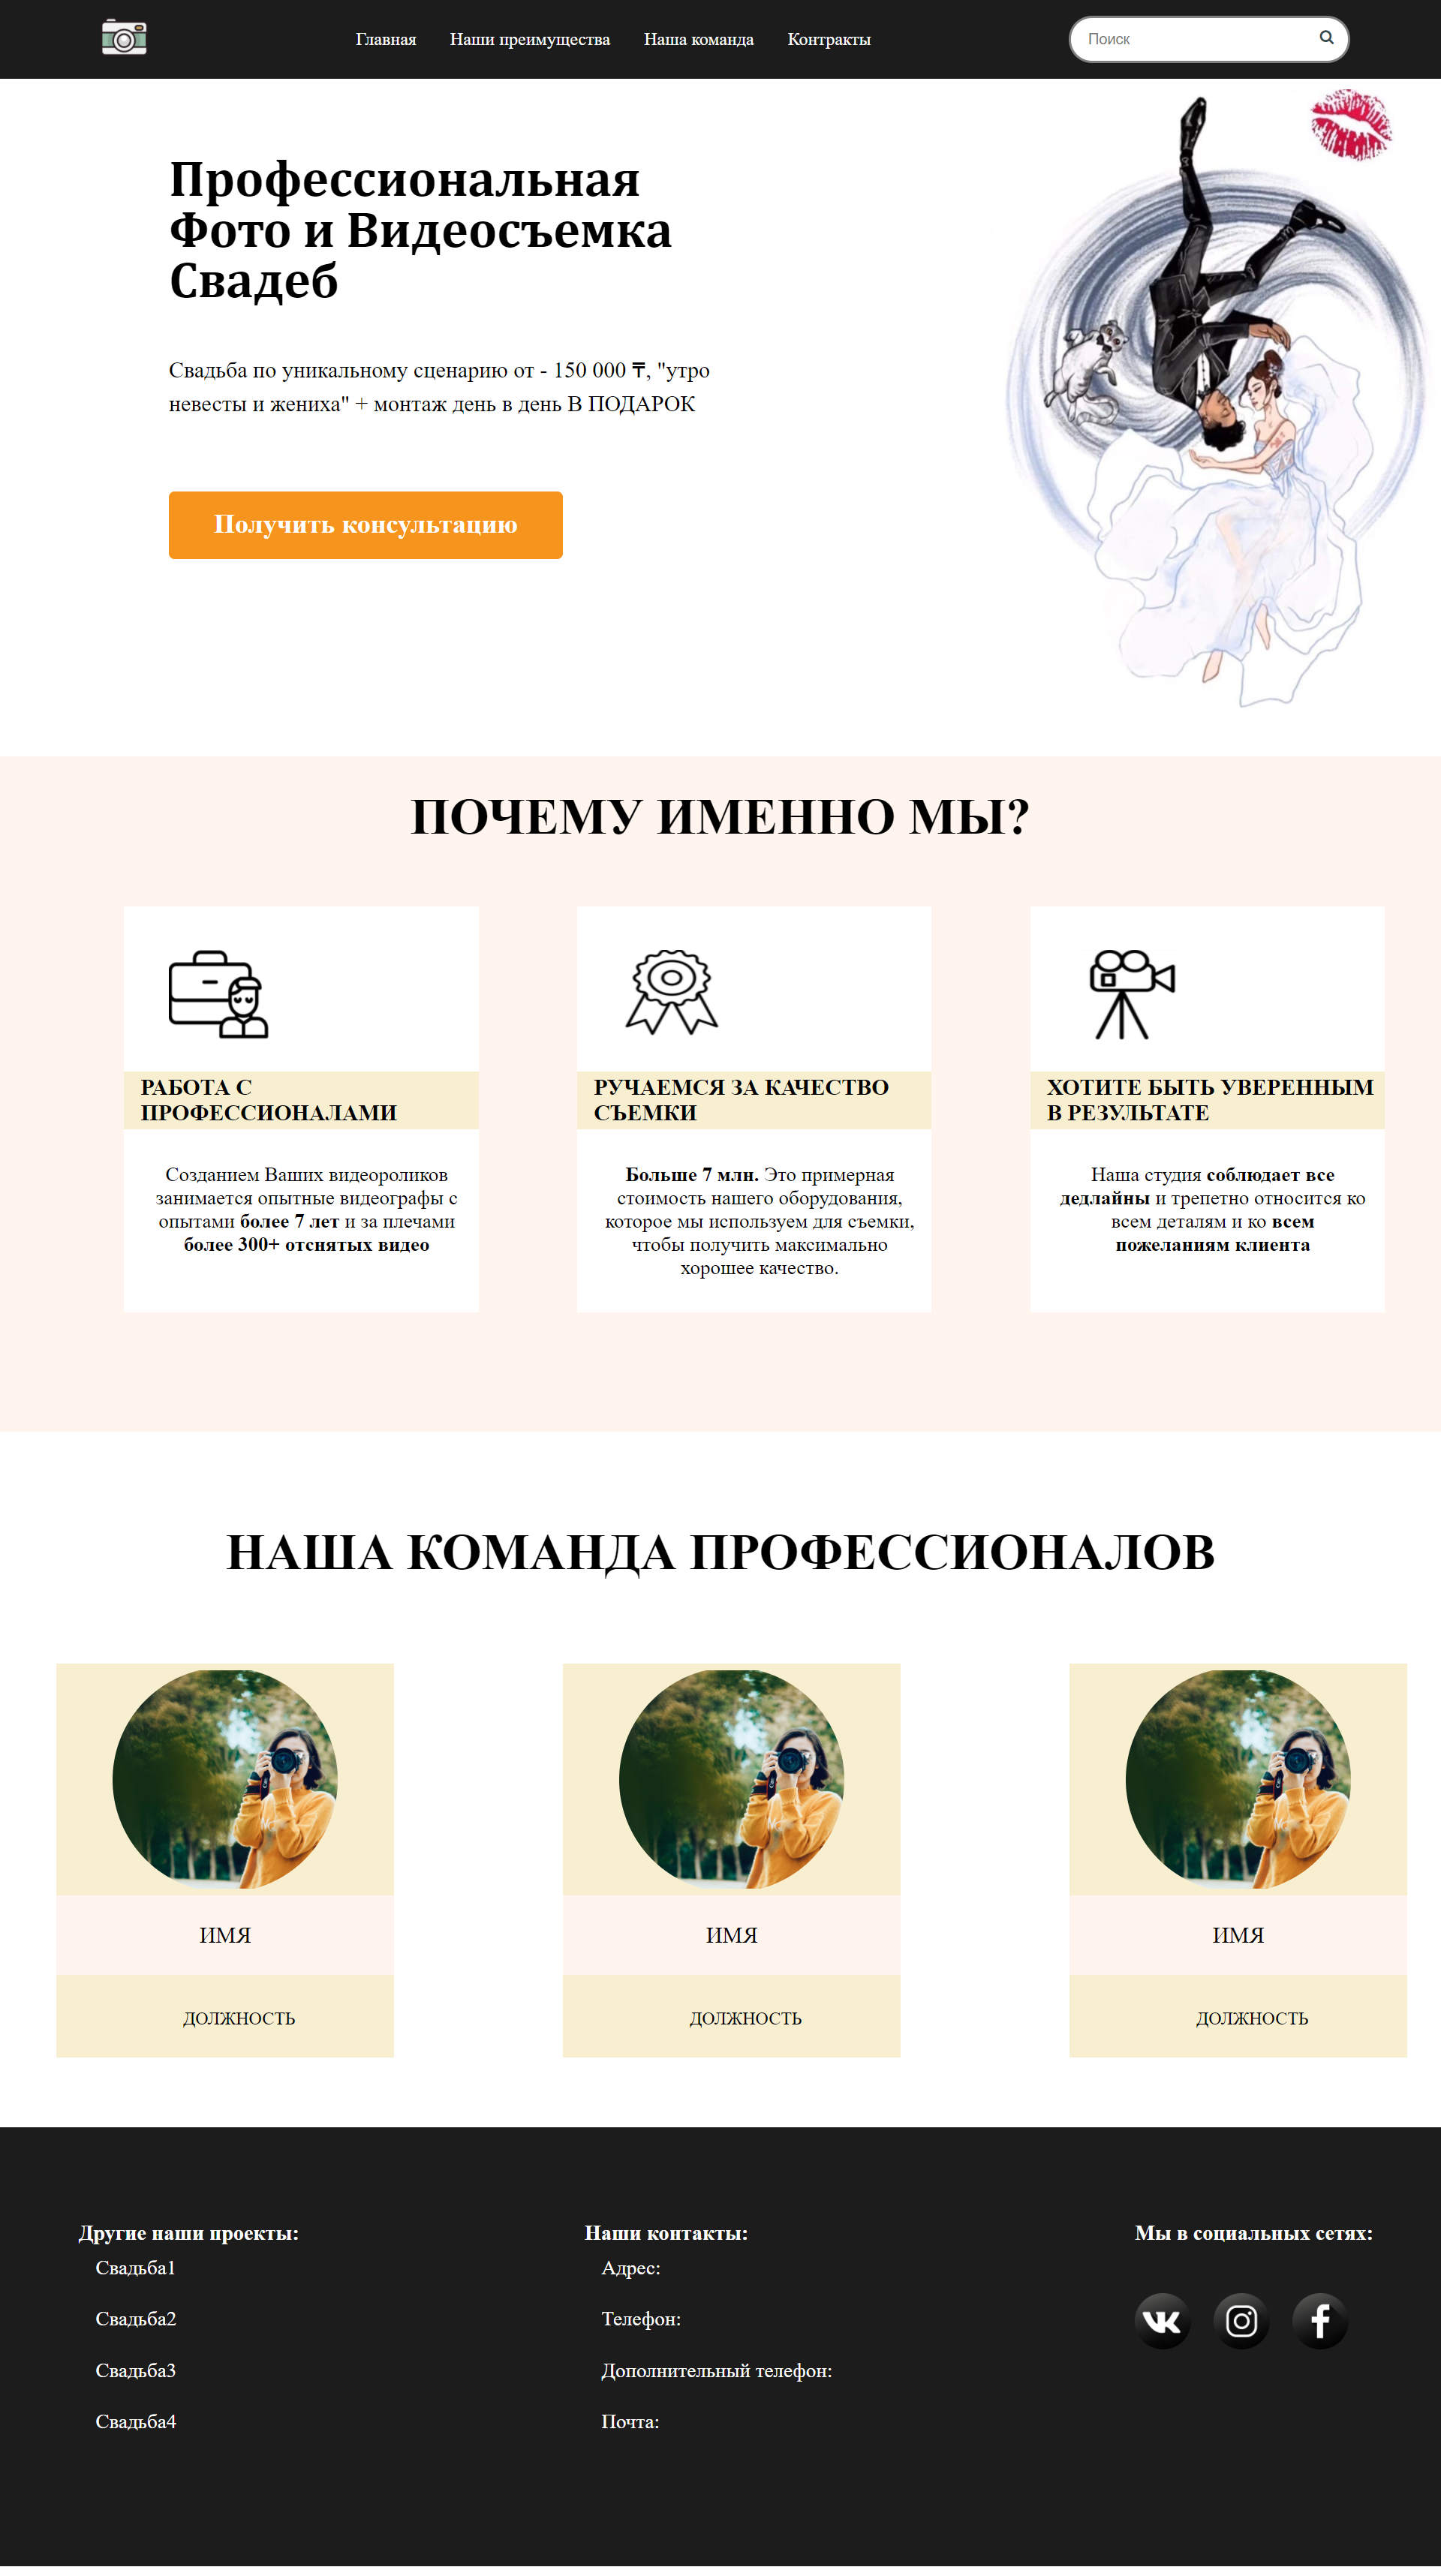 Главная Наши преимущества Наша команда Контракты Поиск
Профессиональная
Фото и Видеосъемка
Свадеб
Свадьба по уникальному сценарию от - 150 000 ₸, "утро
невесты и жениха" + монтаж день в день В ПОДАРОК
Получить консультацию
ПОЧЕМУ ИМЕННО МЫ?
РАБОТА С
ПРОФЕССИОНАЛАМИ
Созданием Ваших видеороликов
занимается опытные видеографы с
опытами более 7 лет и за плечами
более 300+ отснятых видео
РУЧАЕМСЯ ЗА КАЧЕСТВО
СЪЕМКИ
Больше 7 млн. Это примерная
стоимость нашего оборудования,
которое мы используем для съемки,
чтобы получить максимально
хорошее качество.
ХОТИТЕ БЫТЬ УВЕРЕННЫМ
В РЕЗУЛЬТАТЕ
Наша студия соблюдает все
дедлайны и трепетно относится ко
всем деталям и ко всем
пожеланиям клиента
НАША КОМАНДА ПРОФЕССИОНАЛОВ
ИМЯ
ДОЛЖНОСТЬ
ИМЯ
ДОЛЖНОСТЬ
ИМЯ
ДОЛЖНОСТЬ
Другие наши проекты:
Свадьба1
Свадьба2
Свадьба3
Свадьба4
Наши контакты:
Адрес:
Телефон:
Дополнительный телефон:
Почта:
Мы в социальных сетях: